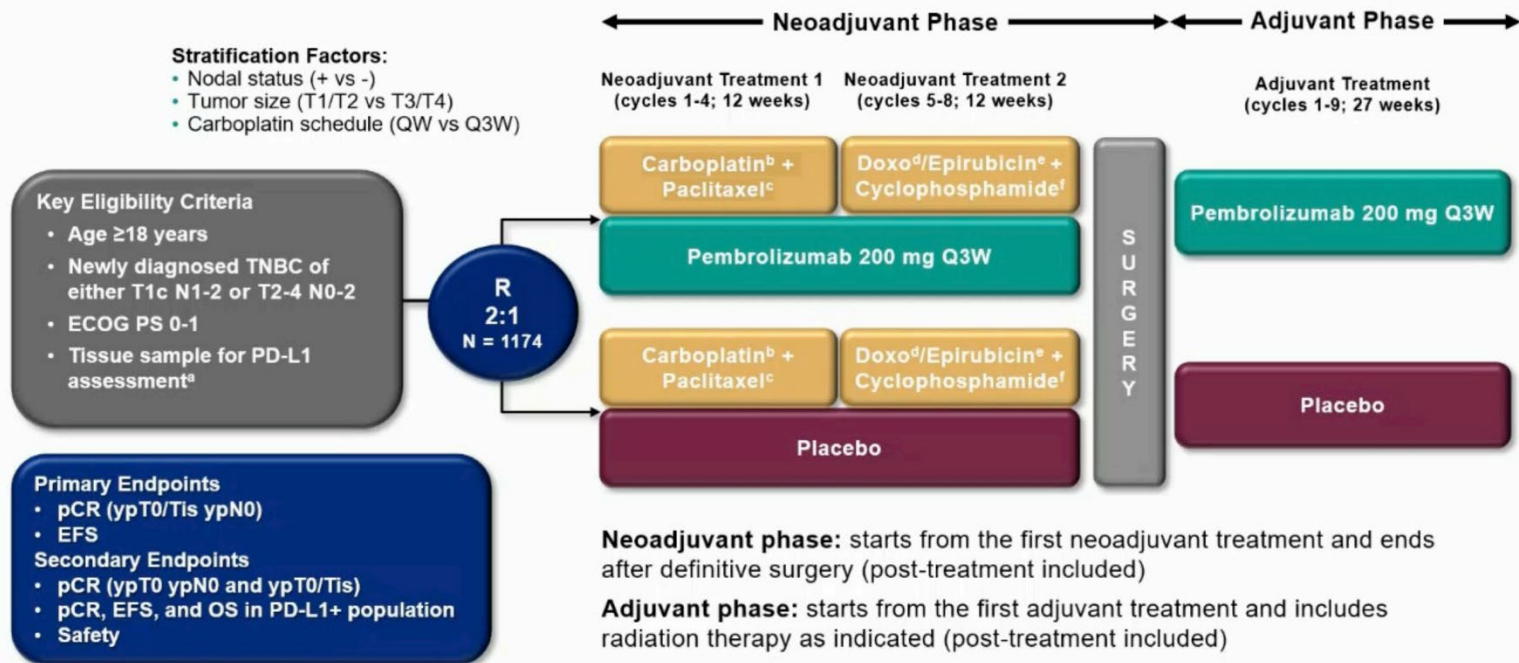 Neoadjuvant Phase
Adjuvant Phase
Stratification Factors:
• Nodal status (+ vs -)
• Tumor size (T1/T2 vs T3/T4)
• Carboplatin schedule (QW vs Q3W)
Neoadjuvant Treatment 1
(cycles 1-4; 12 weeks)
Neoadjuvant Treatment 2
(cycles 5-8; 12 weeks)
Adjuvant Treatment
(cycles 1-9; 27 weeks)
Key Eligibility Criteria
• Age ≥18 years
• Newly diagnosed TNBC of
either T1c N1-2 or T2-4 N0-2
• ECOG PS 0-1
• Tissue sample for PD-L1
assessmentᵃ
R
2:1
N = 1174
Carboplatinᵇ +
Paclitaxelᶜ
Doxoᵈ/Epirubicinᵉ +
Cyclophosphamideᶠ
Pembrolizumab 200 mg Q3W
Carboplatinᵇ +
Paclitaxelᶜ
Doxoᵈ/Epirubicinᵉ +
Cyclophosphamideᶠ
Placebo
SURGERY
Pembrolizumab 200 mg Q3W
Placebo
Primary Endpoints
• pCR (ypT0/Tis ypN0)
• EFS
Secondary Endpoints
• pCR (ypT0 ypN0 and ypT0/Tis)
• pCR, EFS, and OS in PD-L1+ population
• Safety
Neoadjuvant phase: starts from the first neoadjuvant treatment and ends
after definitive surgery (post-treatment included)
Adjuvant phase: starts from the first adjuvant treatment and includes
radiation therapy as indicated (post-treatment included)